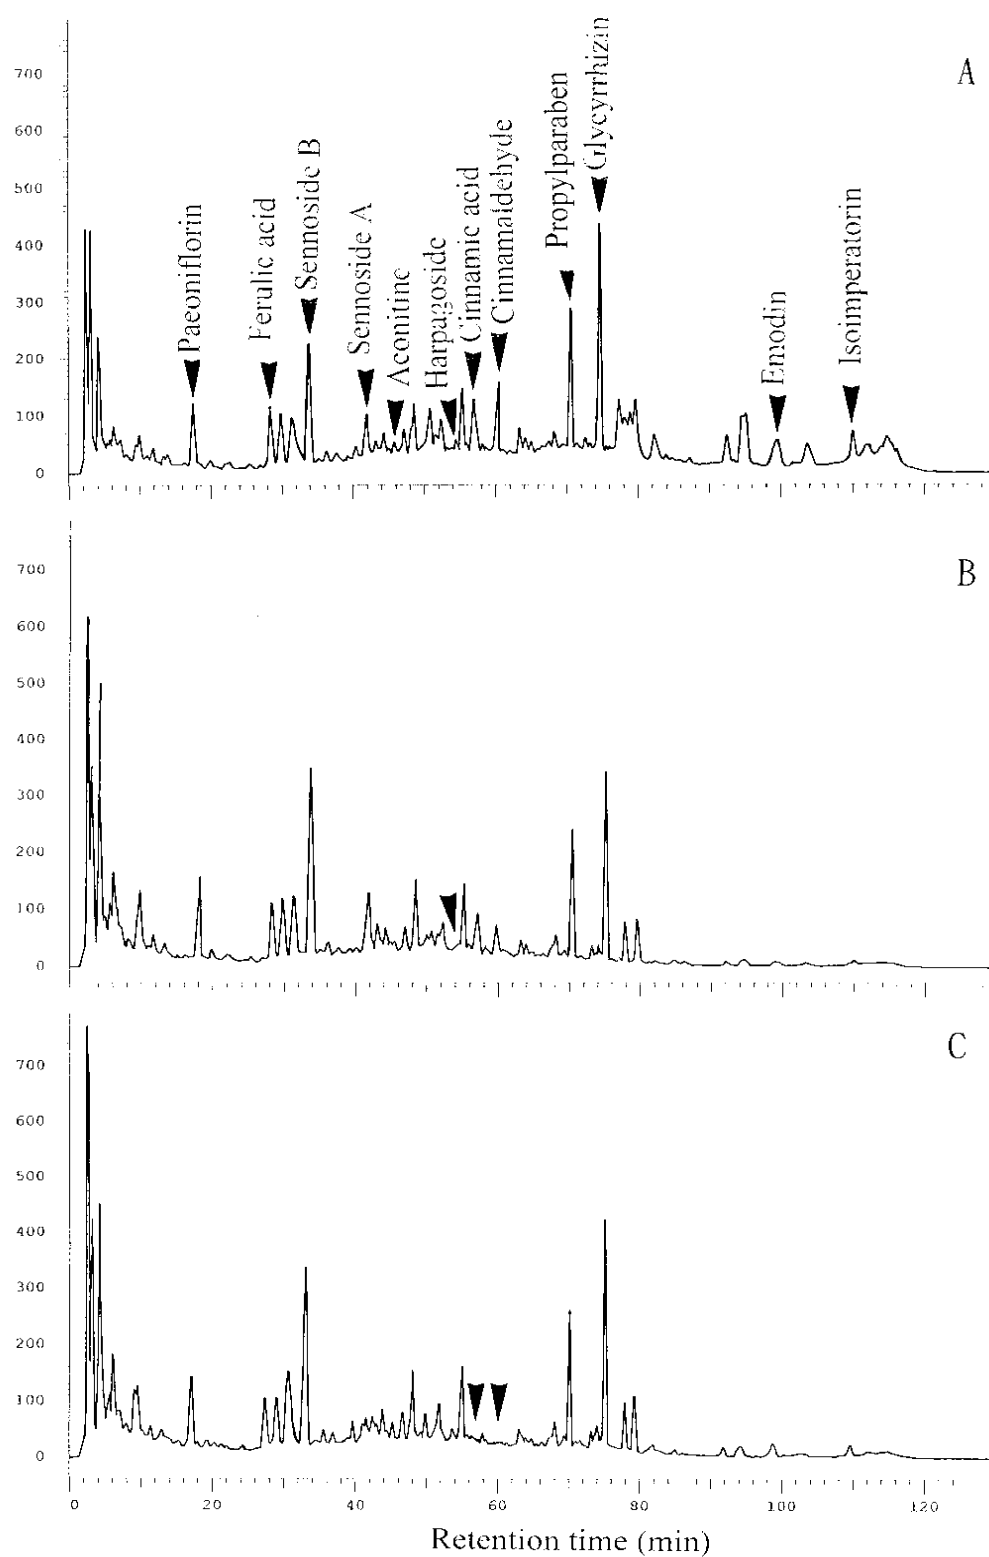 A
700
600
500
400
300
200
100
0
Paeoniflorin
Ferulic acid
Sennoside B
Sennoside A
Aconitine
Harpagoside
Cinnamic acid
Cinnamaldehyde
Propylparaben
Glycyrrhizin
Emodin
Isoimperatorin
B
700
600
500
400
300
200
100
0
C
700
600
500
400
300
200
100
0
0 20 40 60 80 100 120
Retention time (min)